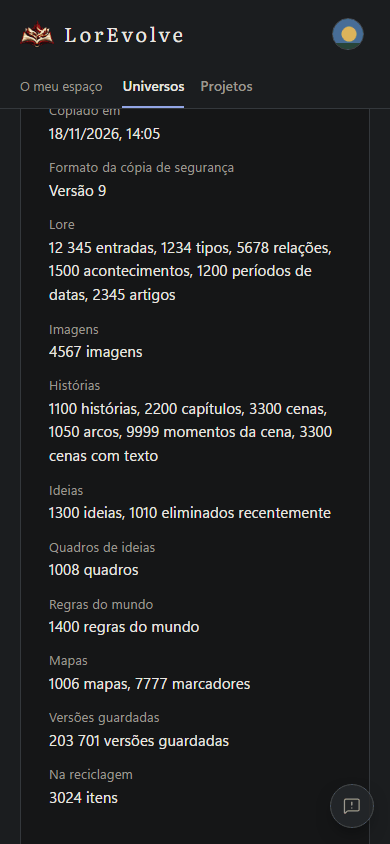 LorEvolve
O meu espaço Universos Projetos
Copiado em
18/11/2026, 14:05
Formato da cópia de segurança
Versão 9
Lore
12 345 entradas, 1234 tipos, 5678 relações,
1500 acontecimentos, 1200 períodos de
datas, 2345 artigos
Imagens
4567 imagens
Histórias
1100 histórias, 2200 capítulos, 3300 cenas,
1050 arcos, 9999 momentos da cena, 3300
cenas com texto
Ideias
1300 ideias, 1010 eliminados recentemente
Quadros de ideias
1008 quadros
Regras do mundo
1400 regras do mundo
Mapas
1006 mapas, 7777 marcadores
Versões guardadas
203 701 versões guardadas
Na reciclagem
3024 itens